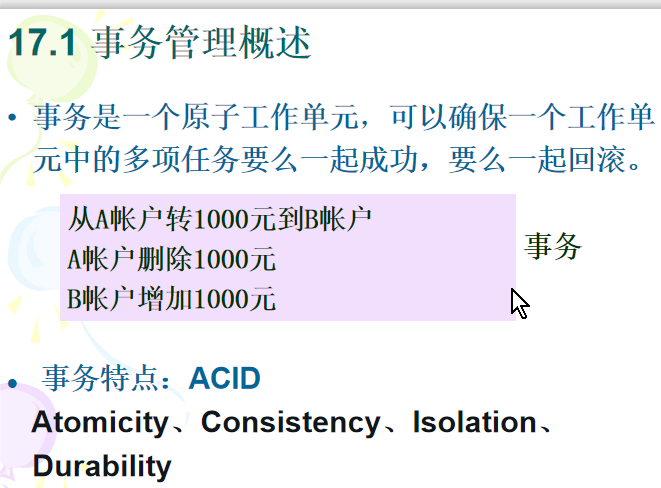 17.1 事务管理概述
• 事务是一个原子工作单元，可以确保一个工作单
元中的多项任务要么一起成功，要么一起回滚。
从A帐户转1000元到B帐户
A帐户删除1000元
B帐户增加1000元
事务
• 事务特点：ACID
Atomicity、Consistency、Isolation、
Durability